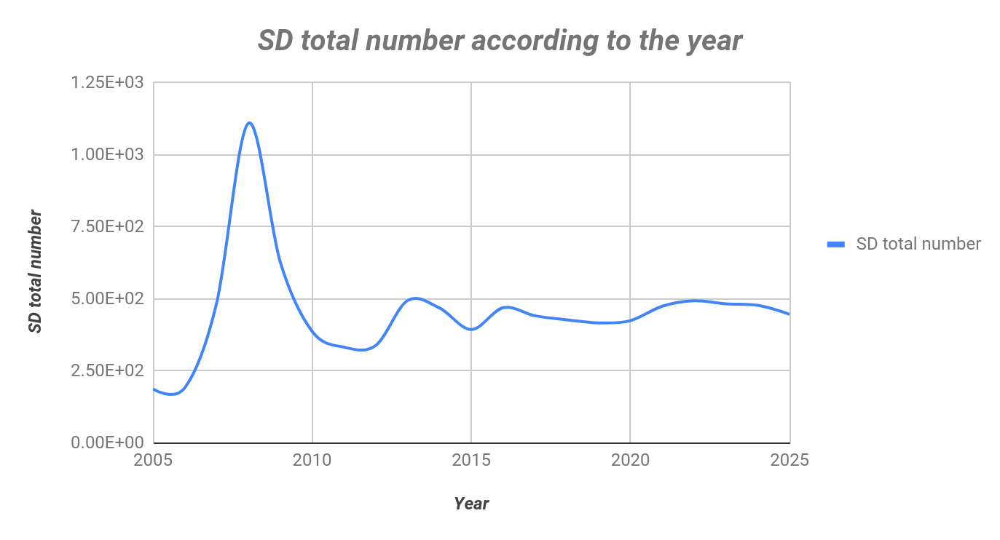 SD total number according to the year
1.25E+03
1.00E+03
7.50E+02
5.00E+02
2.50E+02
0.00E+00
SD total number
2005 2010 2015 2020 2025
Year
SD total number